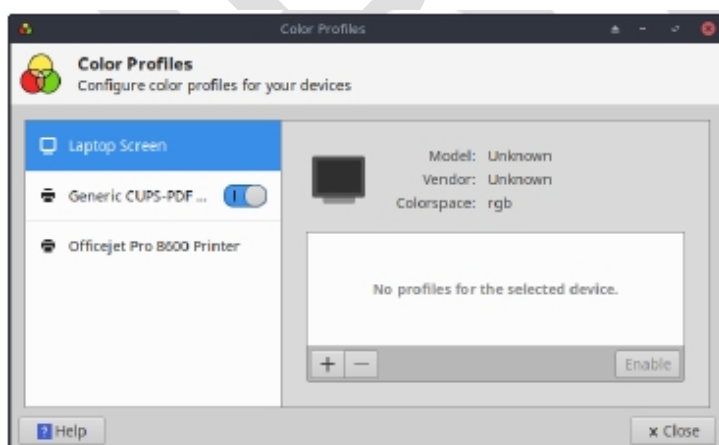 Color Profiles
Color Profiles
Configure color profiles for your devices
Laptop Screen
Generic CUPS-PDF ...
Officejet Pro 8600 Printer
Model: Unknown
Vendor: Unknown
Colorspace: rgb
No profiles for the selected device.
+ −
Enable
? Help
x Close